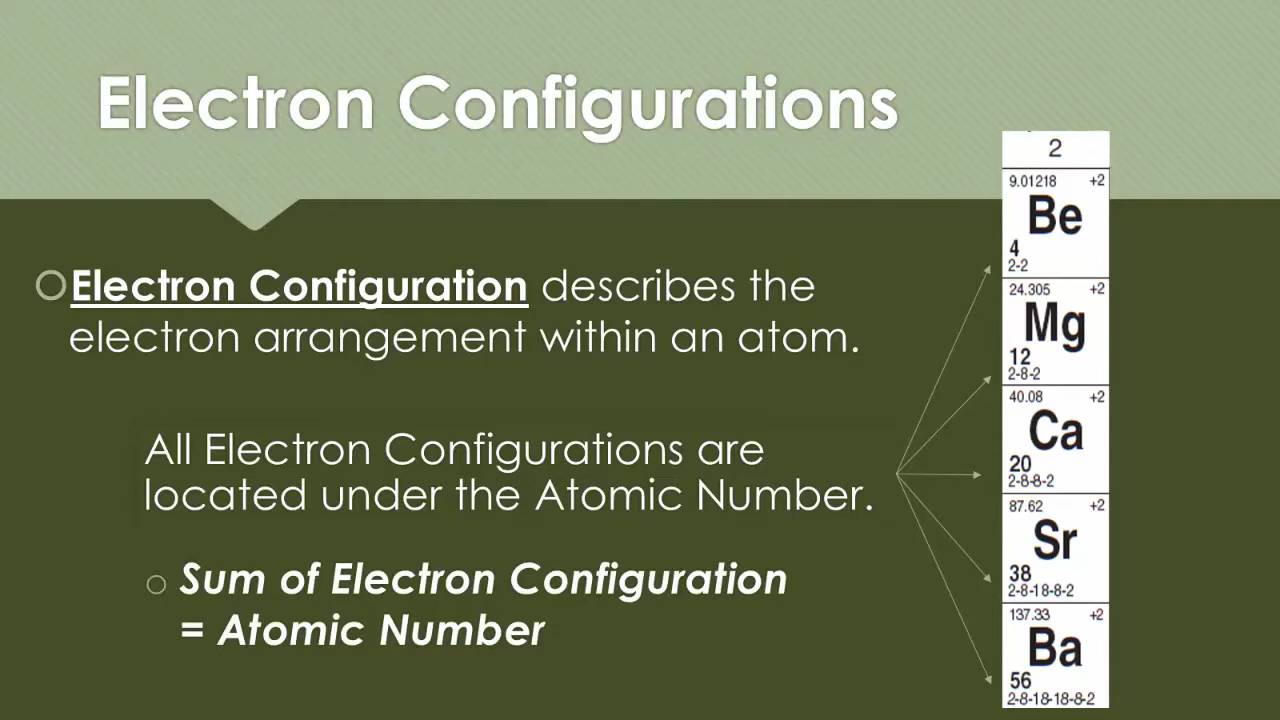 Electron Configurations
Electron Configuration describes the
electron arrangement within an atom.
All Electron Configurations are
located under the Atomic Number.
Sum of Electron Configuration
= Atomic Number
2
9.01218 +2
Be
4
2-2
24.305 +2
Mg
12
2-8-2
40.08 +2
Ca
20
2-8-8-2
87.62 +2
Sr
38
2-8-18-8-2
137.33 +2
Ba
56
2-8-18-18-8-2